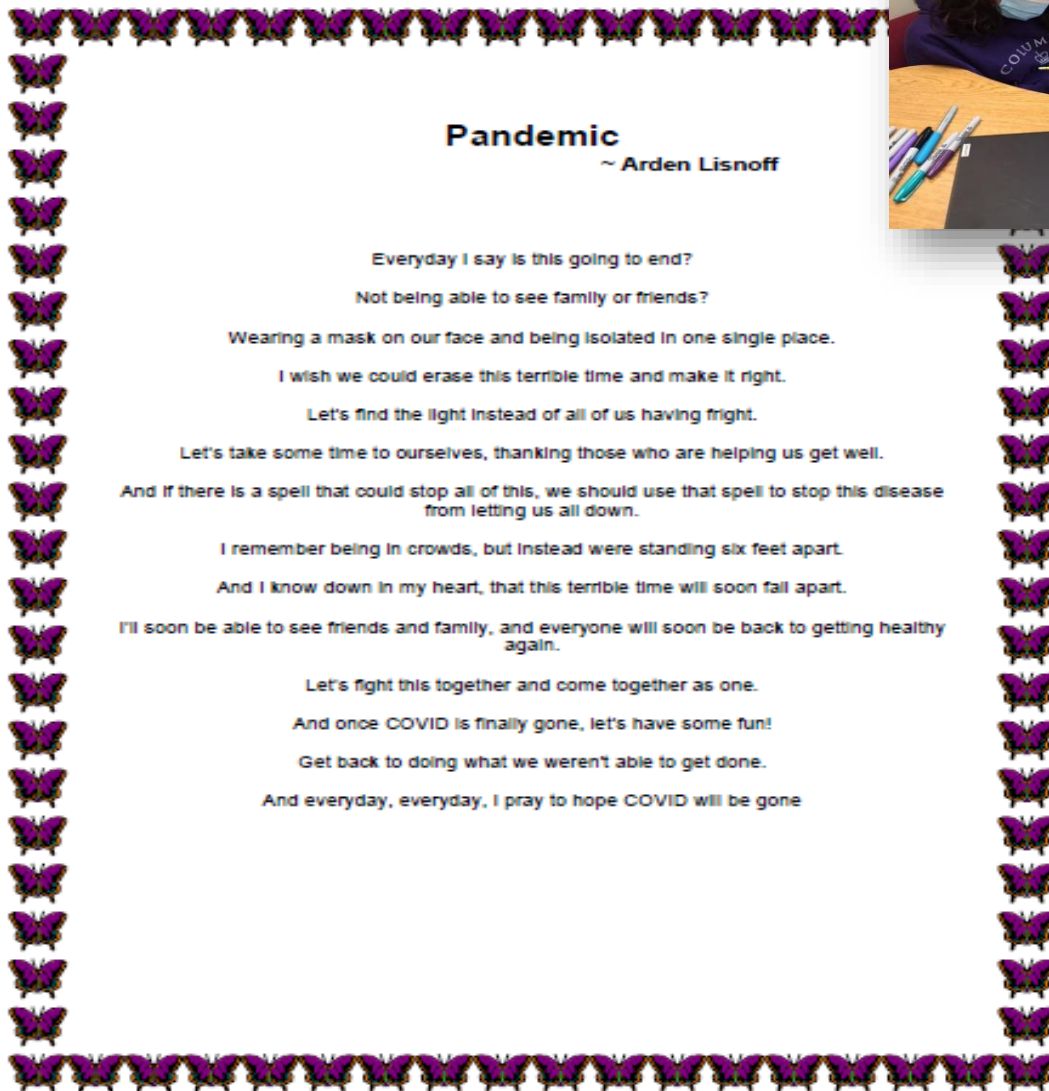 COLUM
Pandemic
~ Arden Lisnoff
Everyday I say is this going to end?
Not being able to see family or friends?
Wearing a mask on our face and being isolated in one single place.
I wish we could erase this terrible time and make it right.
Let's find the light instead of all of us having fright.
Let's take some time to ourselves, thanking those who are helping us get well.
And if there is a spell that could stop all of this, we should use that spell to stop this disease
from letting us all down.
I remember being in crowds, but instead were standing six feet apart.
And I know down in my heart, that this terrible time will soon fall apart.
I'll soon be able to see friends and family, and everyone will soon be back to getting healthy
again.
Let's fight this together and come together as one.
And once COVID is finally gone, let's have some fun!
Get back to doing what we weren't able to get done.
And everyday, everyday, I pray to hope COVID will be gone